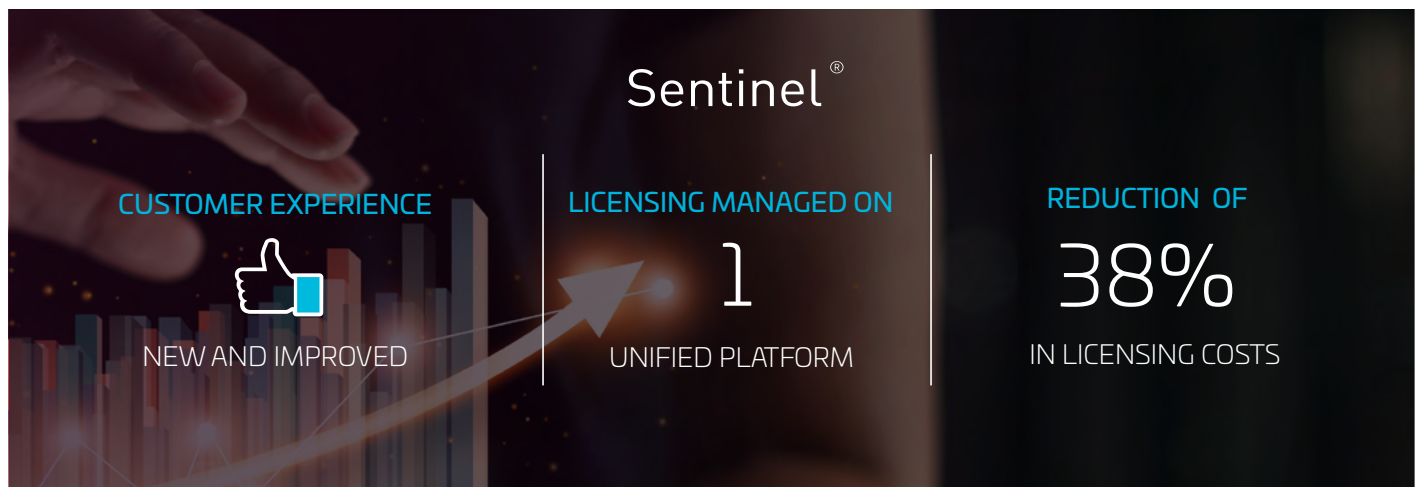 Sentinel®
CUSTOMER EXPERIENCE
NEW AND IMPROVED
LICENSING MANAGED ON
1
UNIFIED PLATFORM
REDUCTION OF
38%
IN LICENSING COSTS